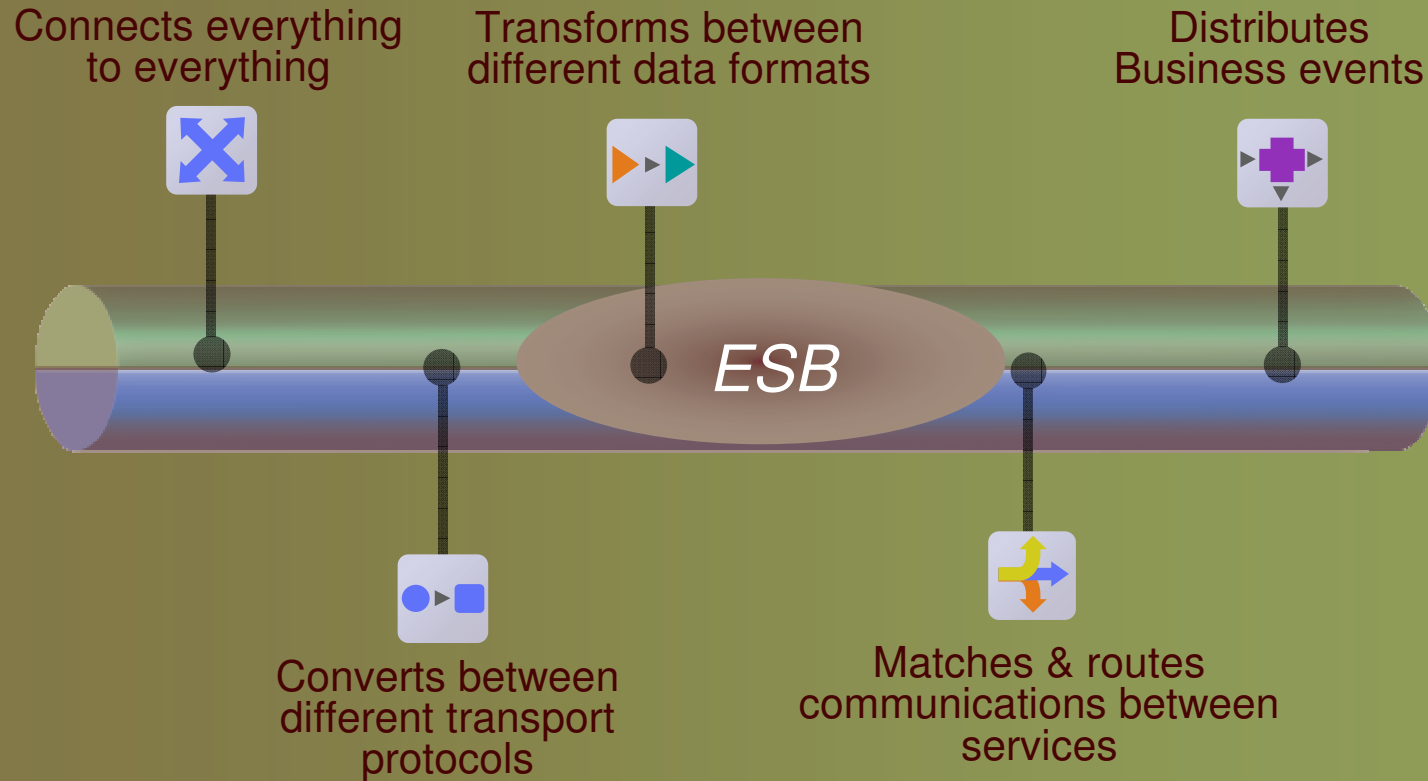 Connects everything
to everything
Transforms between
different data formats
Distributes
Business events
ESB
Converts between
different transport
protocols
Matches & routes
communications between
services